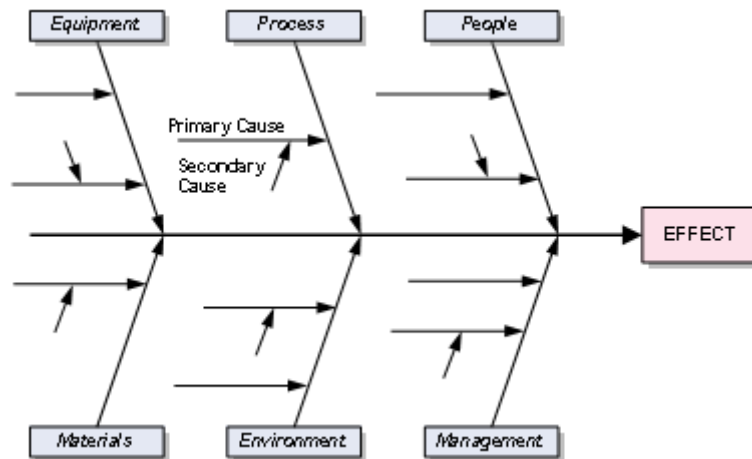 Equipment
Process
People
Primary Cause
Secondary
Cause
EFFECT
Materials
Environment
Management